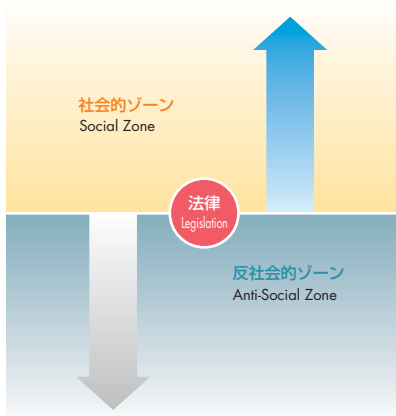 社会的ゾーン
Social Zone
法律
Legislation
反社会的ゾーン
Anti-Social Zone